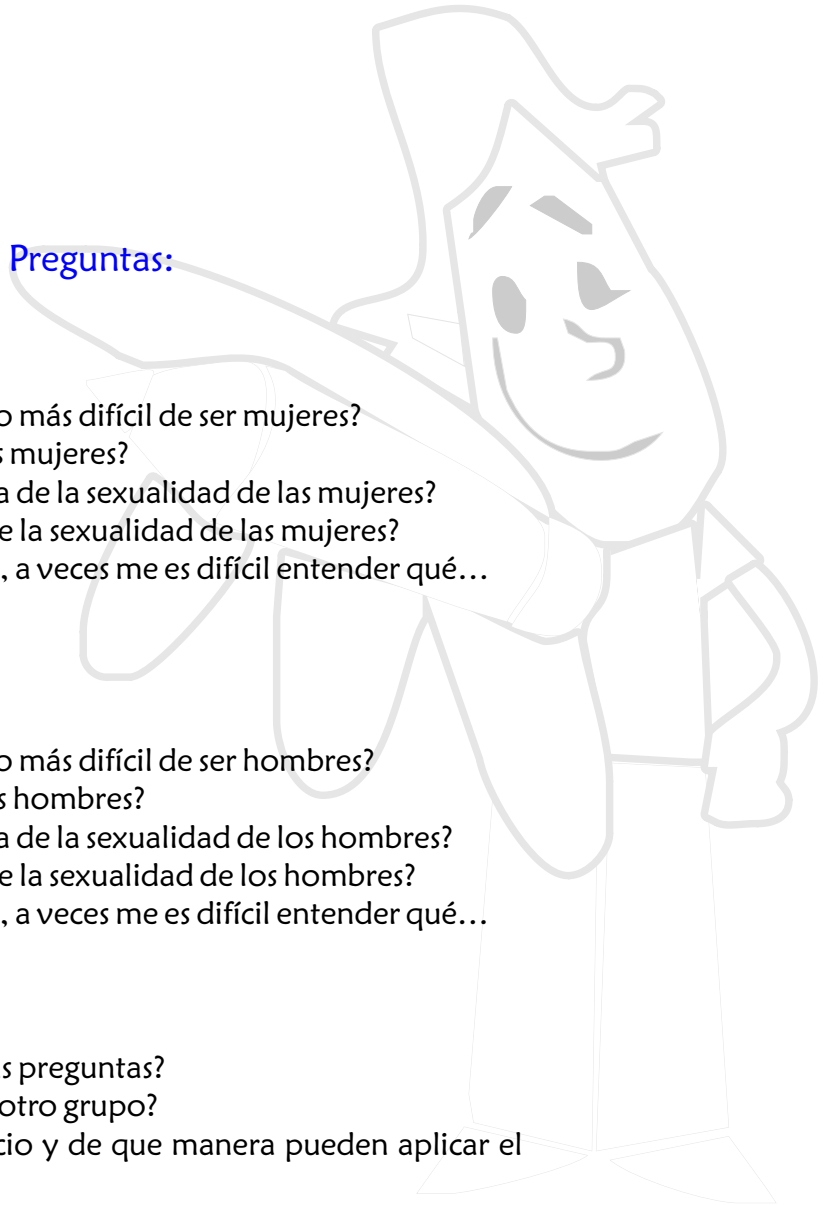 Preguntas:
o más difícil de ser mujeres?
s mujeres?
a de la sexualidad de las mujeres?
e la sexualidad de las mujeres?
, a veces me es difícil entender qué…
o más difícil de ser hombres?
s hombres?
a de la sexualidad de los hombres?
e la sexualidad de los hombres?
, a veces me es difícil entender qué…
s preguntas?
otro grupo?
cio y de que manera pueden aplicar el